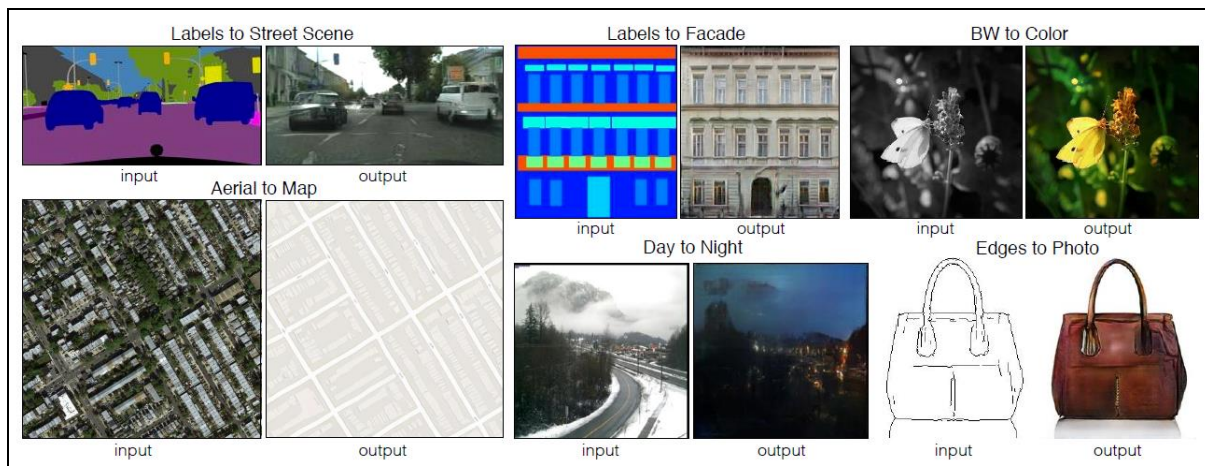 Labels to Street Scene
input
output
Aerial to Map
input
output
Labels to Facade
input
output
BW to Color
input
output
Day to Night
input
output
Edges to Photo
input
output